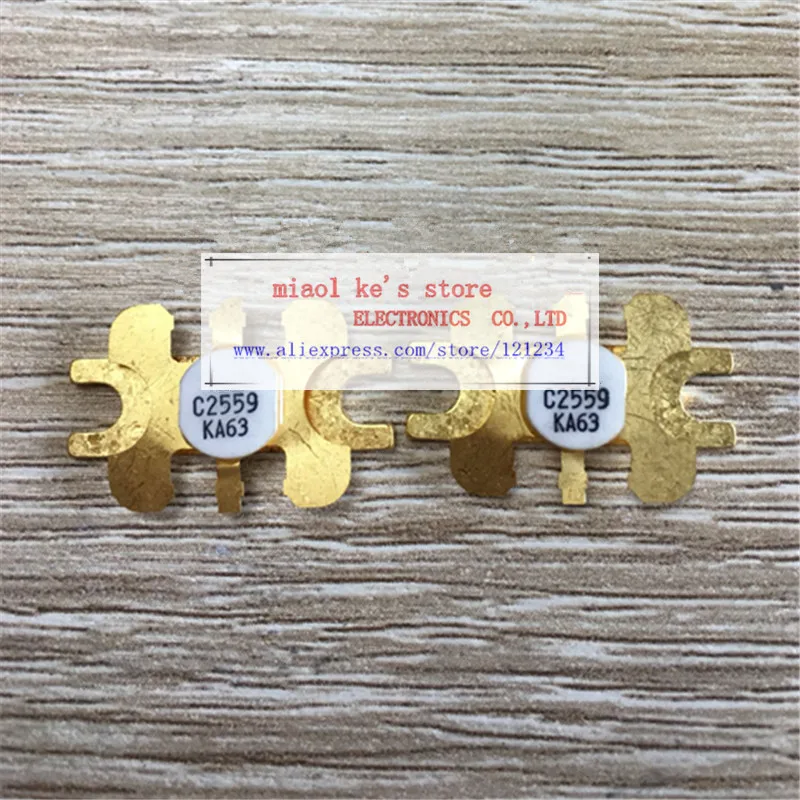 miaol ke's store
ELECTRONICS CO.,LTD
www.aliexpress.com/store/121234
C2559
KA63
C2559
KA63